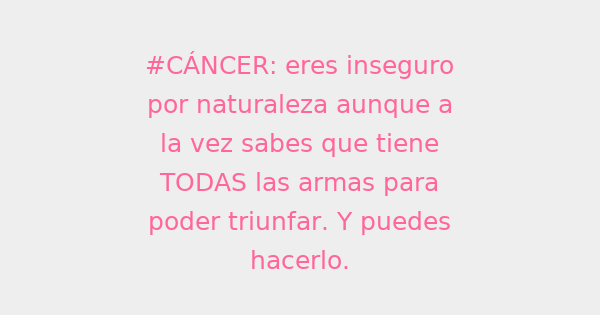 #CÁNCER: eres inseguro
por naturaleza aunque a
la vez sabes que tiene
TODAS las armas para
poder triunfar. Y puedes
hacerlo.